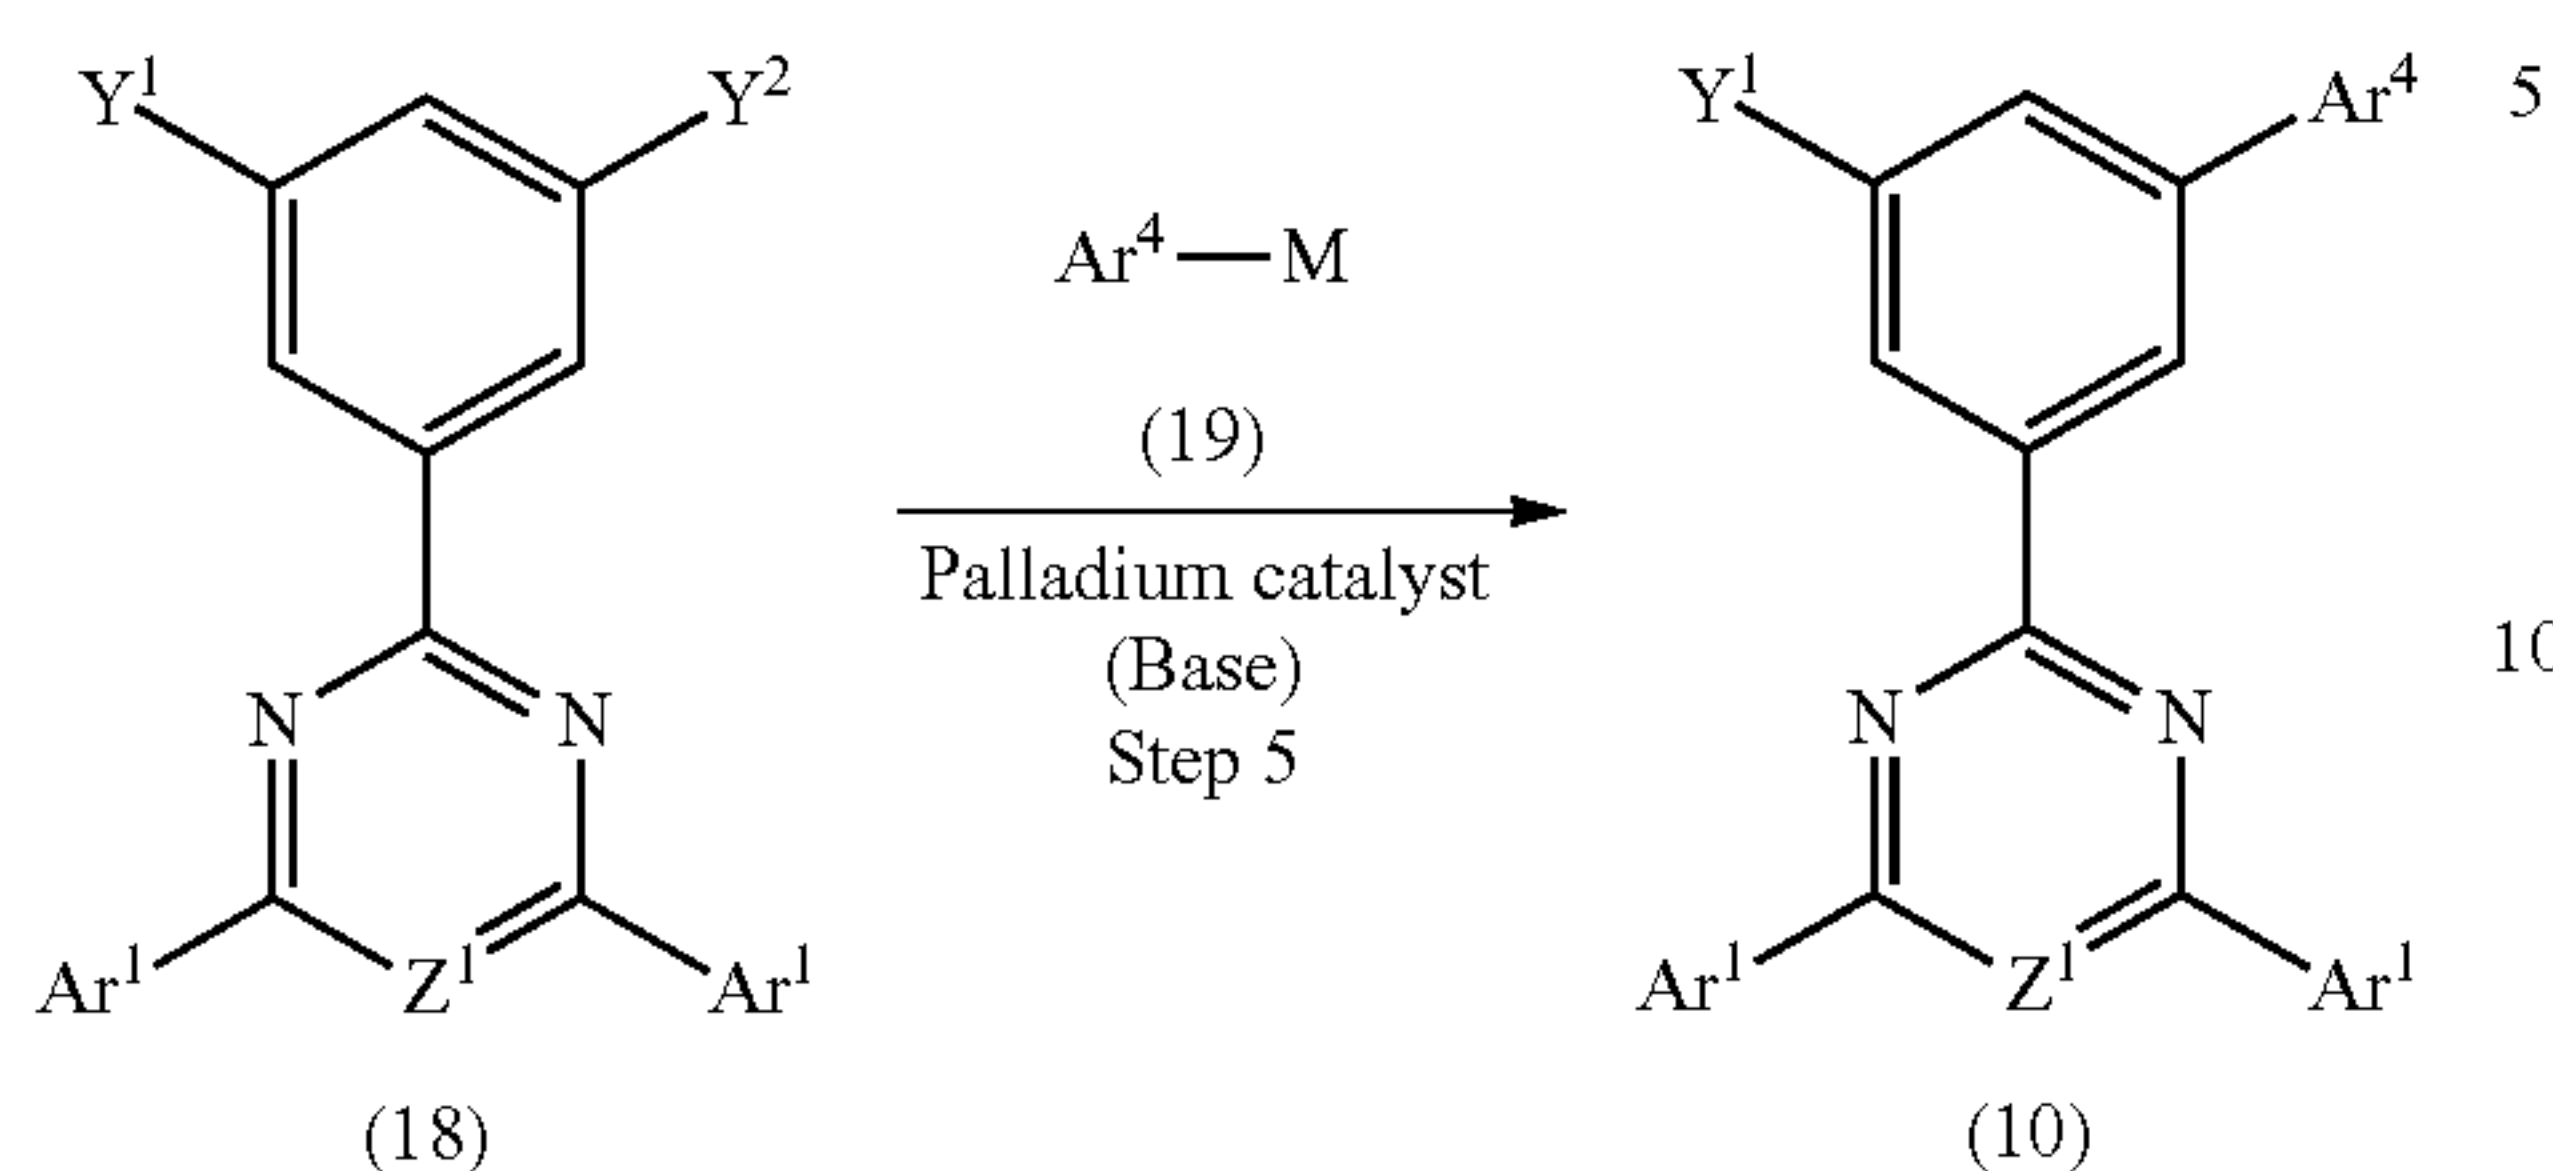 Y¹ Y² Y¹ Ar⁴ 5
Ar⁴—M
(19)
Palladium catalyst
(Base)
Step 5
10
N N N N
Ar¹ Z¹ Ar¹ Ar¹ Z¹ Ar¹
(18) (10)